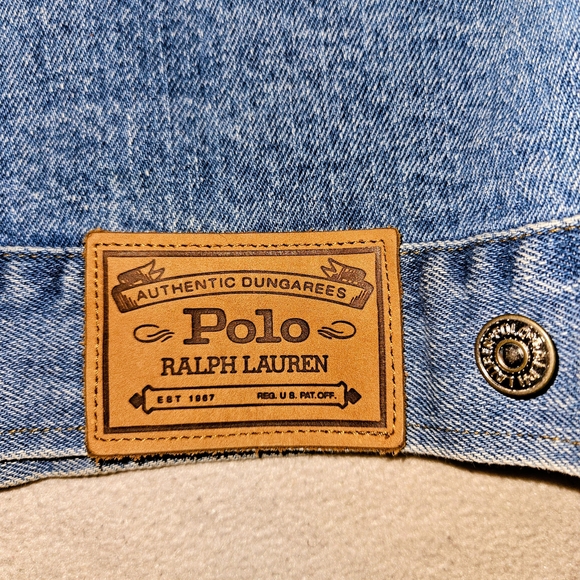 AUTHENTIC DUNGAREES
Polo
RALPH LAUREN
EST 1967 REG. U S. PAT. OFF.